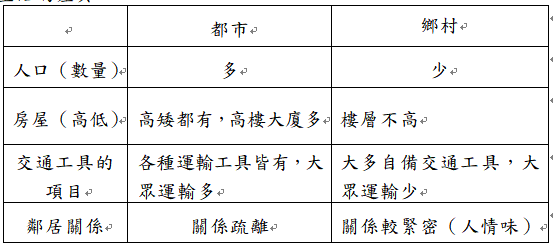 都市 鄉村
人口（數量） 多 少
房屋（高低） 高矮都有，高樓大廈多 樓層不高
交通工具的 各種運輸工具皆有，大 大多自備交通工具，大
項目 眾運輸多 眾運輸少
鄰居關係 關係疏離 關係較緊密（人情味）